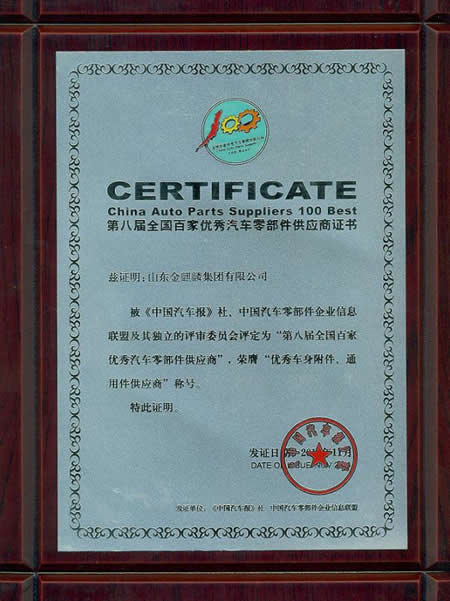 100 Best
CERTIFICATE
China Auto Parts Suppliers 100 Best
第八届全国百家优秀汽车零部件供应商证书
兹证明:山东金麒麟集团有限公司
被《中国汽车报》社、中国汽车零部件企业信息
联盟及其独立的评审委员会评定为“第八届全国百家
优秀汽车零部件供应商”,荣膺“优秀车身附件、通
用件供应商”称号。
特此证明。
发证日 11月
DATE OF
发证单位:《中国汽车报》社 中国汽车零部件企业信息联盟